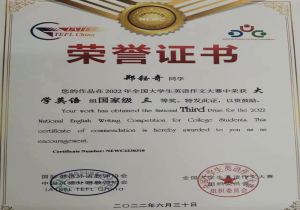 TEFL China
荣誉证书
同学
您的作品在2022年全国大学生英语作文大赛中荣获 大
学英语 组国家级 三 等奖。特发此证，以资鼓励。
Your work has obtained the National Third Prize for the 2022
National English Writing Competition for College Students. This
certificate of commendation is hereby awarded to you as an
encouragement.
Certificate Number:
二〇二二年六月三十日